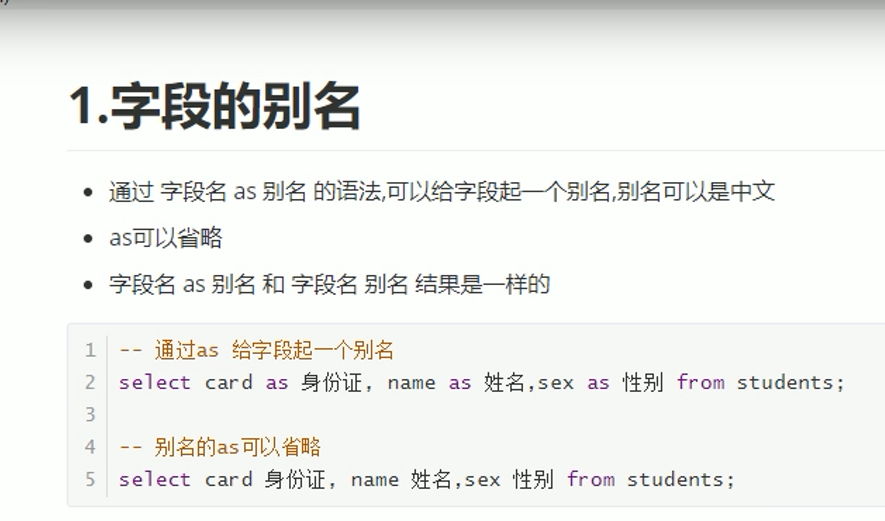 1.字段的别名
通过 字段名 as 别名 的语法,可以给字段起一个别名,别名可以是中文
as可以省略
字段名 as 别名 和 字段名 别名 结果是一样的
1 -- 通过as 给字段起一个别名
2 select card as 身份证, name as 姓名,sex as 性别 from students;
3
4 -- 别名的as可以省略
5 select card 身份证, name 姓名,sex 性别 from students;